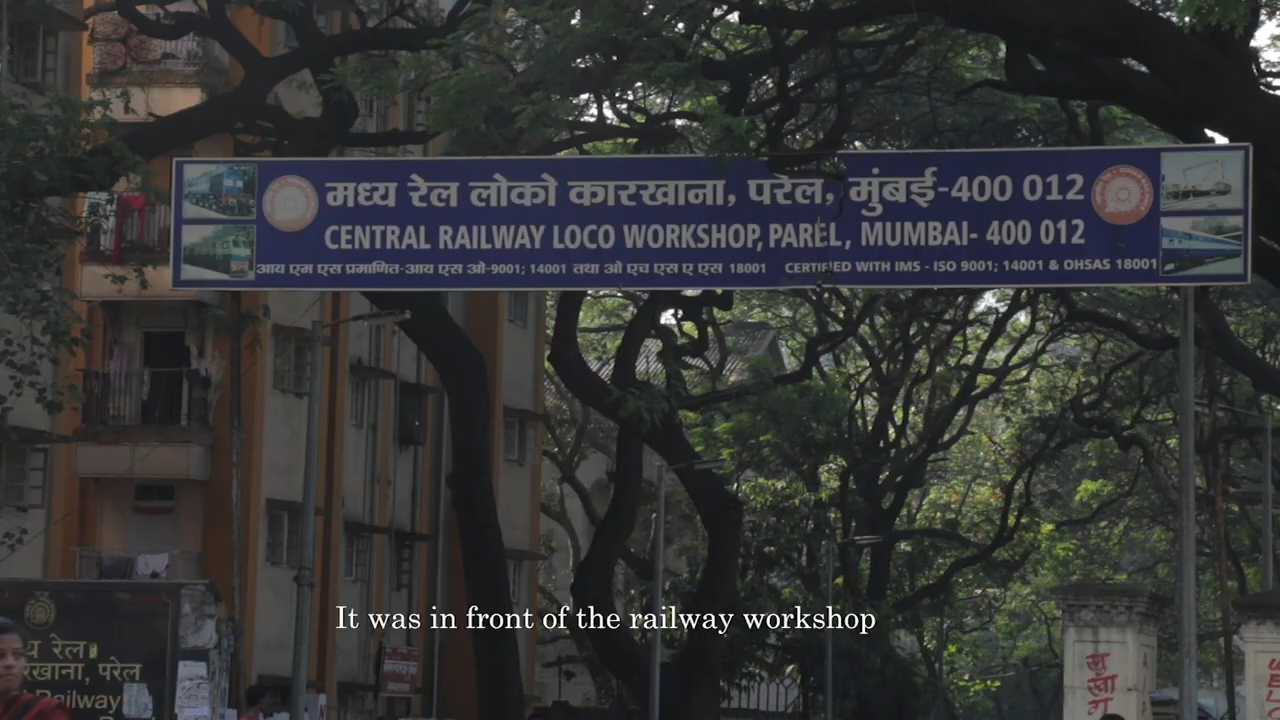 मध्य रेल लोको कारखाना, परेल, मुंबई-400 012
CENTRAL RAILWAY LOCO WORKSHOP, PAREL, MUMBAI- 400 012
आय एम एस प्रमाणित-आय एस ओ-9001; 14001 तथा ओ एच एस ए एस 18001 CERTIFIED WITH IMS - ISO 9001; 14001 & OHSAS 18001
It was in front of the railway workshop
रेल
परेल
Railway